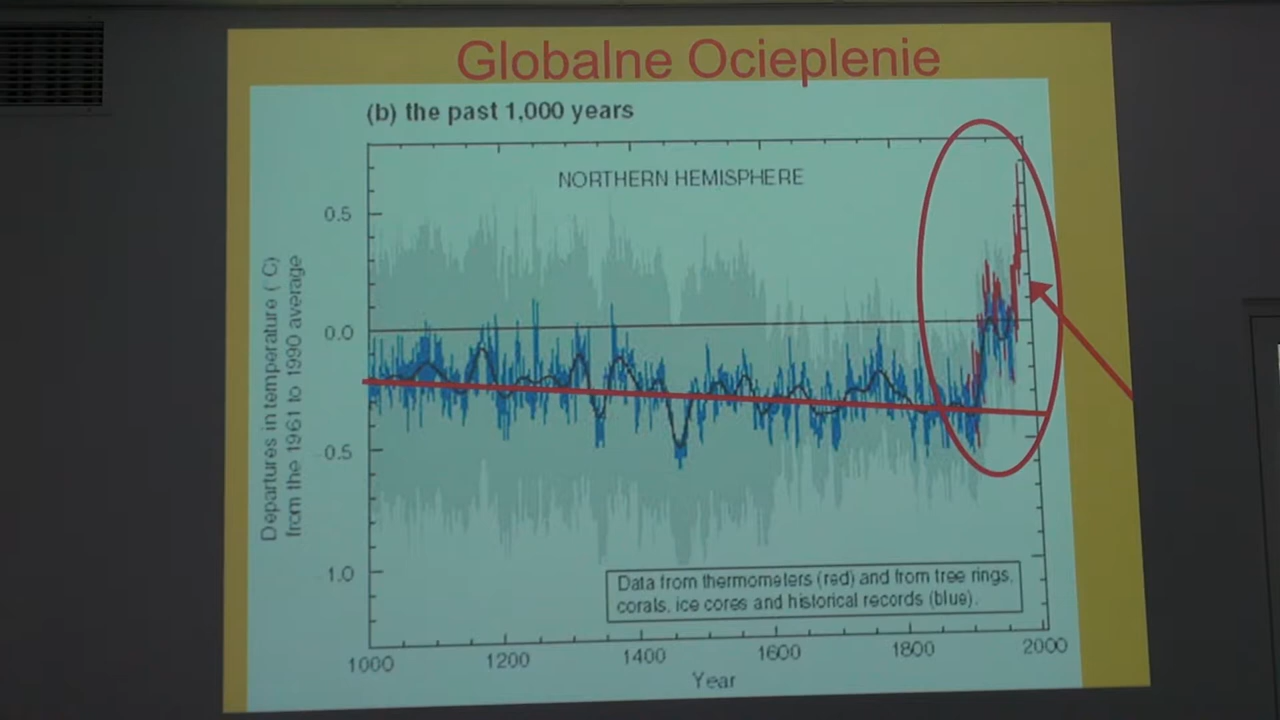 Globalne Ocieplenie
(b) the past 1,000 years
NORTHERN HEMISPHERE
Departures in temperature (°C)
from the 1961 to 1990 average
0.5
0.0
0.5
1.0
Data from thermometers (red) and from tree rings,
corals, ice cores and historical records (blue).
1000 1200 1400 1600 1800 2000
Year